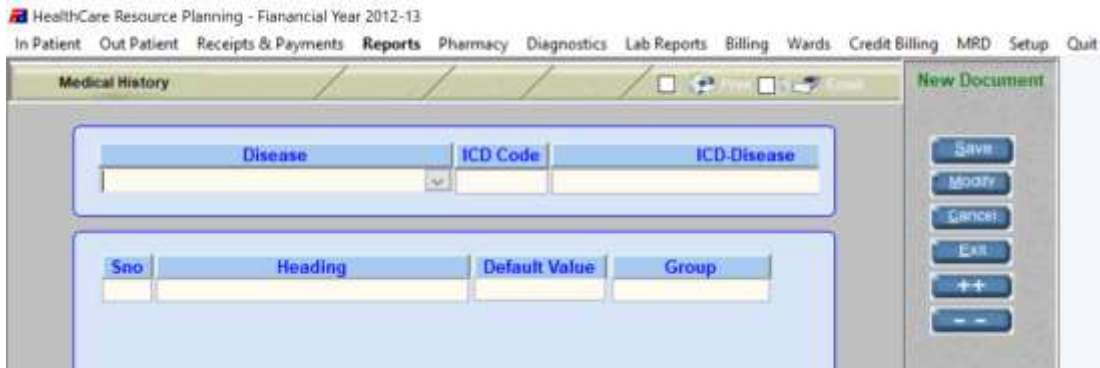 HealthCare Resource Planning - Fianancial Year 2012-13
In Patient Out Patient Receipts & Payments Reports Pharmacy Diagnostics Lab Reports Billing Wards Credit Billing MRD Setup Quit
Medical History Print Email New Document
Disease ICD Code ICD-Disease
Save
Modify
Cancel
Exit
Sno Heading Default Value Group
++
--